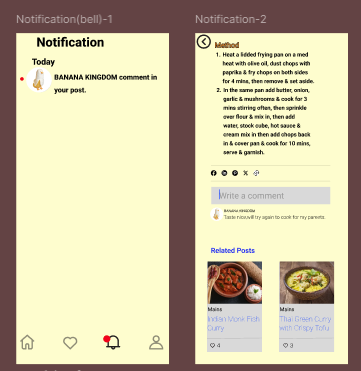 Notification(bell)-1
Notification
Today
BANANA KINGDOM comment in
your post.
Notification-2
Method
1. Heat a lidded frying pan on a med
heat with olive oil, dust chops with
paprika & fry chops on both sides
for 4 mins, then remove & set aside.
2. In the same pan add butter, onion,
garlic & mushrooms & cook for 3
mins stirring often, then sprinkle
over flour & mix in, then add
water, stock cube, hot sauce &
cream mix in then add chops back
in & cover pan & cook for 10 mins,
serve & garnish.
Write a comment
BANANA KINGDOM
Taste nice,will try again to cook for my parents.
Related Posts
Mains
Indian Monk Fish
Curry
4
Mains
Thai Green Curry
with Crispy Tofu
3